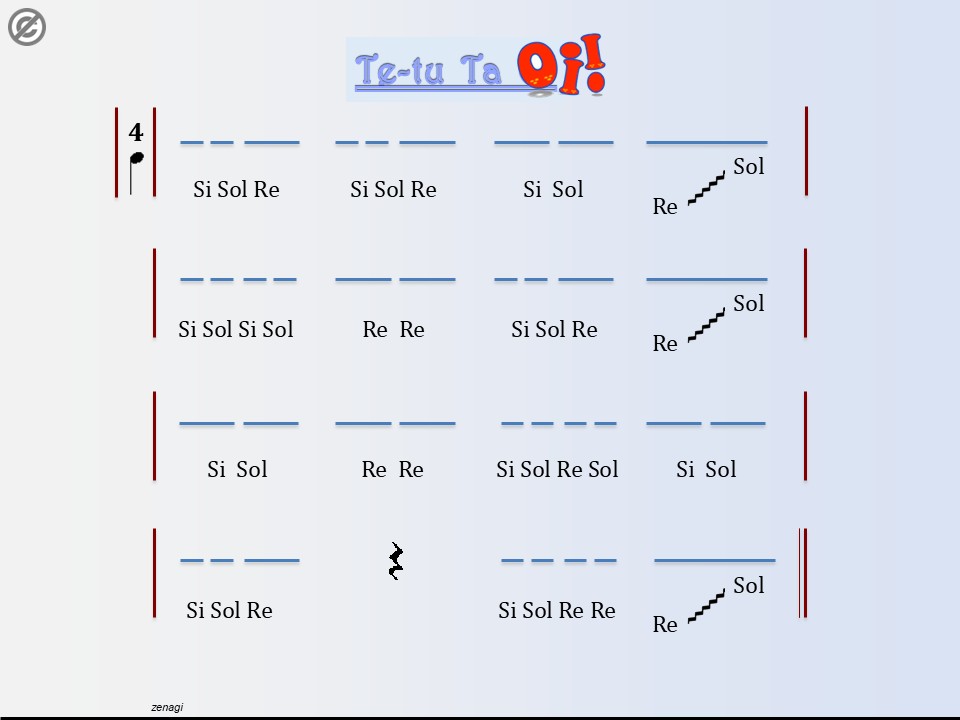 Te-tu Ta Oi!
4
Si Sol Re Si Sol Re Si Sol Re Sol
Si Sol Si Sol Re Re Si Sol Re Re Sol
Si Sol Re Re Si Sol Re Sol Si Sol
Si Sol Re Si Sol Re Re Re Sol
zenagi